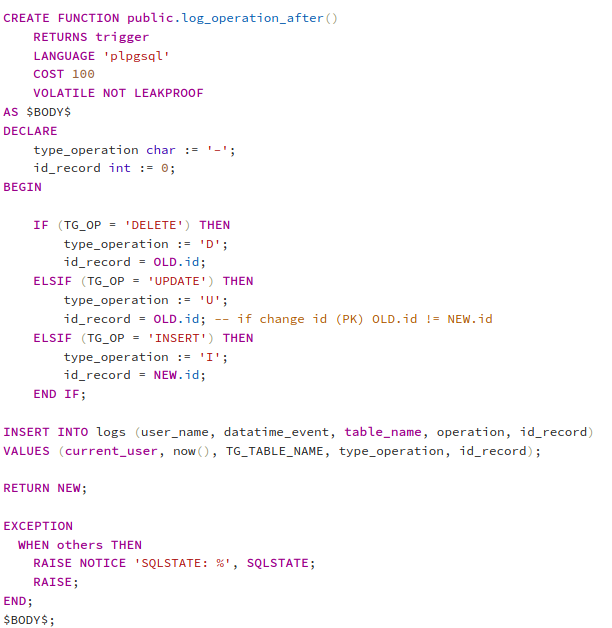 CREATE FUNCTION public.log_operation_after()
    RETURNS trigger
    LANGUAGE 'plpgsql'
    COST 100
    VOLATILE NOT LEAKPROOF
AS $BODY$
DECLARE
    type_operation char := '-';
    id_record int := 0;
BEGIN

    IF (TG_OP = 'DELETE') THEN
        type_operation := 'D';
        id_record = OLD.id;
    ELSIF (TG_OP = 'UPDATE') THEN
        type_operation := 'U';
        id_record = OLD.id; -- if change id (PK) OLD.id != NEW.id
    ELSIF (TG_OP = 'INSERT') THEN
        type_operation := 'I';
        id_record = NEW.id;
    END IF;

INSERT INTO logs (user_name, datatime_event, table_name, operation, id_record)
VALUES (current_user, now(), TG_TABLE_NAME, type_operation, id_record);

RETURN NEW;

EXCEPTION
  WHEN others THEN
    RAISE NOTICE 'SQLSTATE: %', SQLSTATE;
    RAISE;
END;
$BODY$;